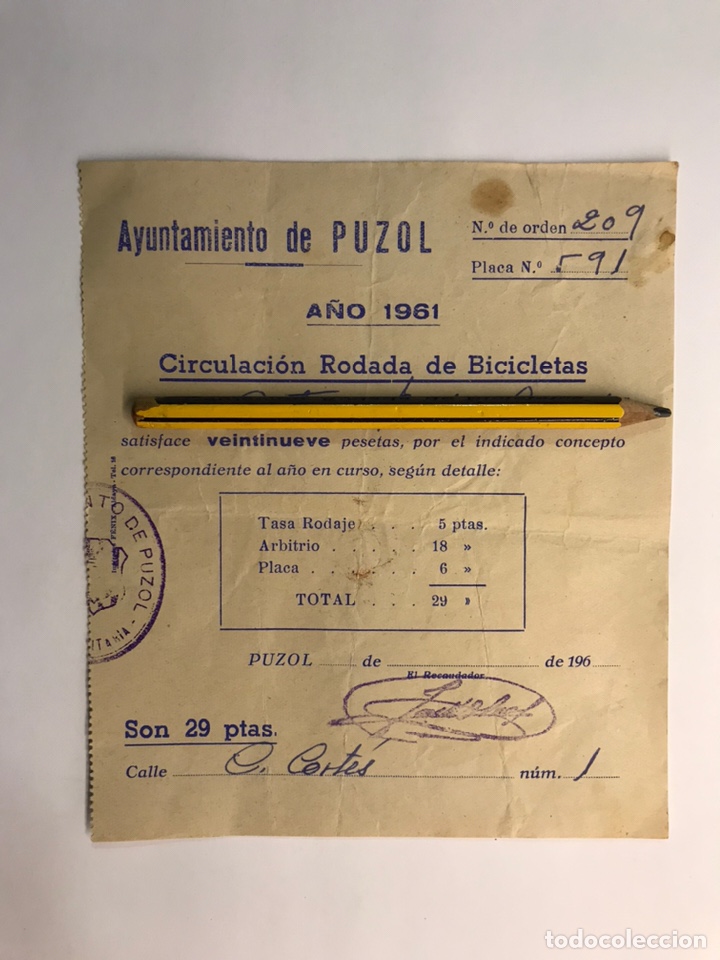 Ayuntamiento de PUZOL
N.º de orden 209
Placa N.º 591
AÑO 1961
Circulación Rodada de Bicicletas
satisface veintinueve pesetas, por el indicado concepto
correspondiente al año en curso, según detalle:
Tasa Rodaje . . . 5 ptas.
Arbitrio . . . . . 18 »
Placa . . . . . . 6 »
TOTAL . . . 29 »
DE PUZOL
PUZOL de de 196
El Recaudador
Son 29 ptas.
Calle C. Cortés núm. 1
todocoleccion